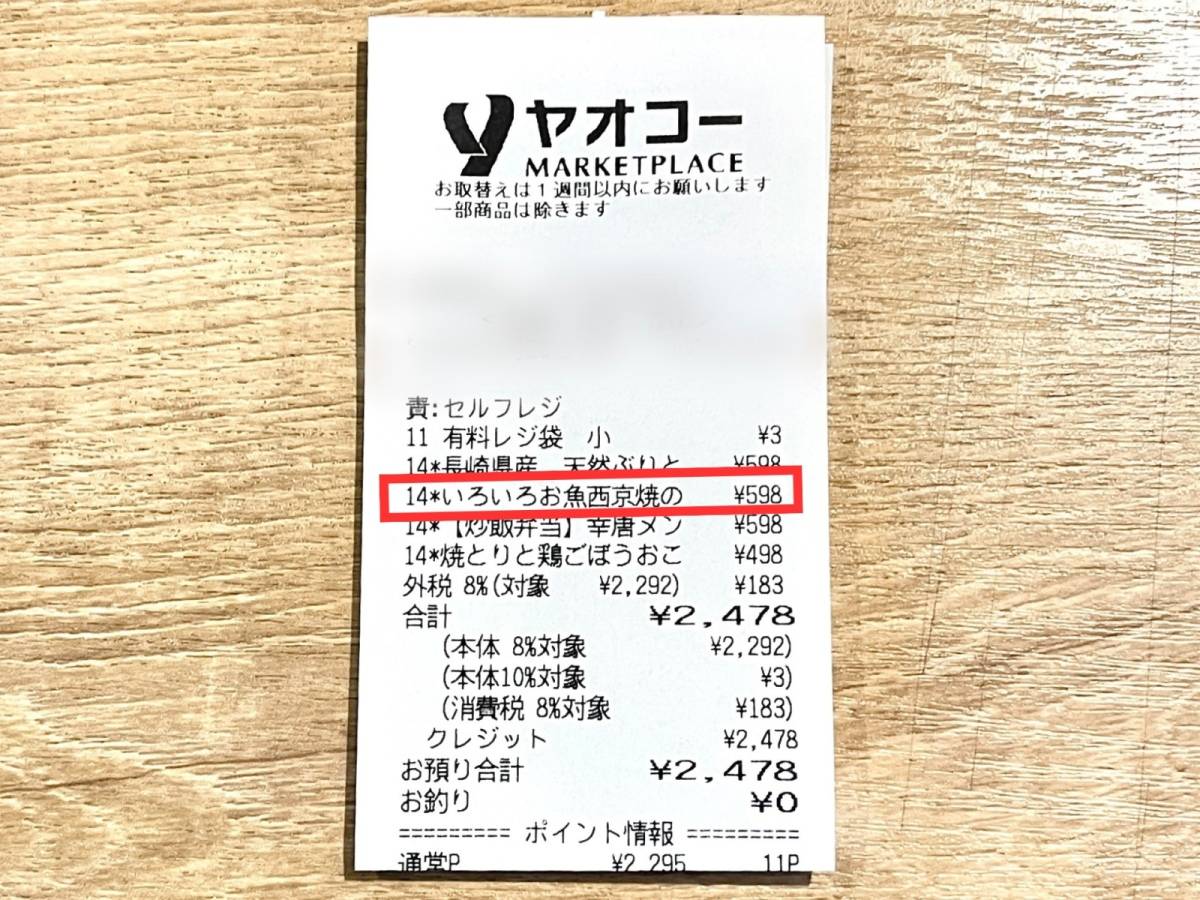 ヤオコー
MARKETPLACE
お取替えは1週間以内にお願いします
一部商品は除きます
責:セルフレジ
11 有料レジ袋 小 ¥3
14*長崎県産 天然ぶりと ¥598
14*いろいろお魚西京焼の ¥598
14*【炒飯弁当】辛唐メン ¥598
14*焼とりと鶏ごぼうおこ ¥498
外税 8%(対象 ¥2,292) ¥183
合計 ¥2,478
(本体 8%対象 ¥2,292)
(本体10%対象 ¥3)
(消費税 8%対象 ¥183)
クレジット ¥2,478
お預り合計 ¥2,478
お釣り ¥0
========= ポイント情報 =========
通常P ¥2,295 11P